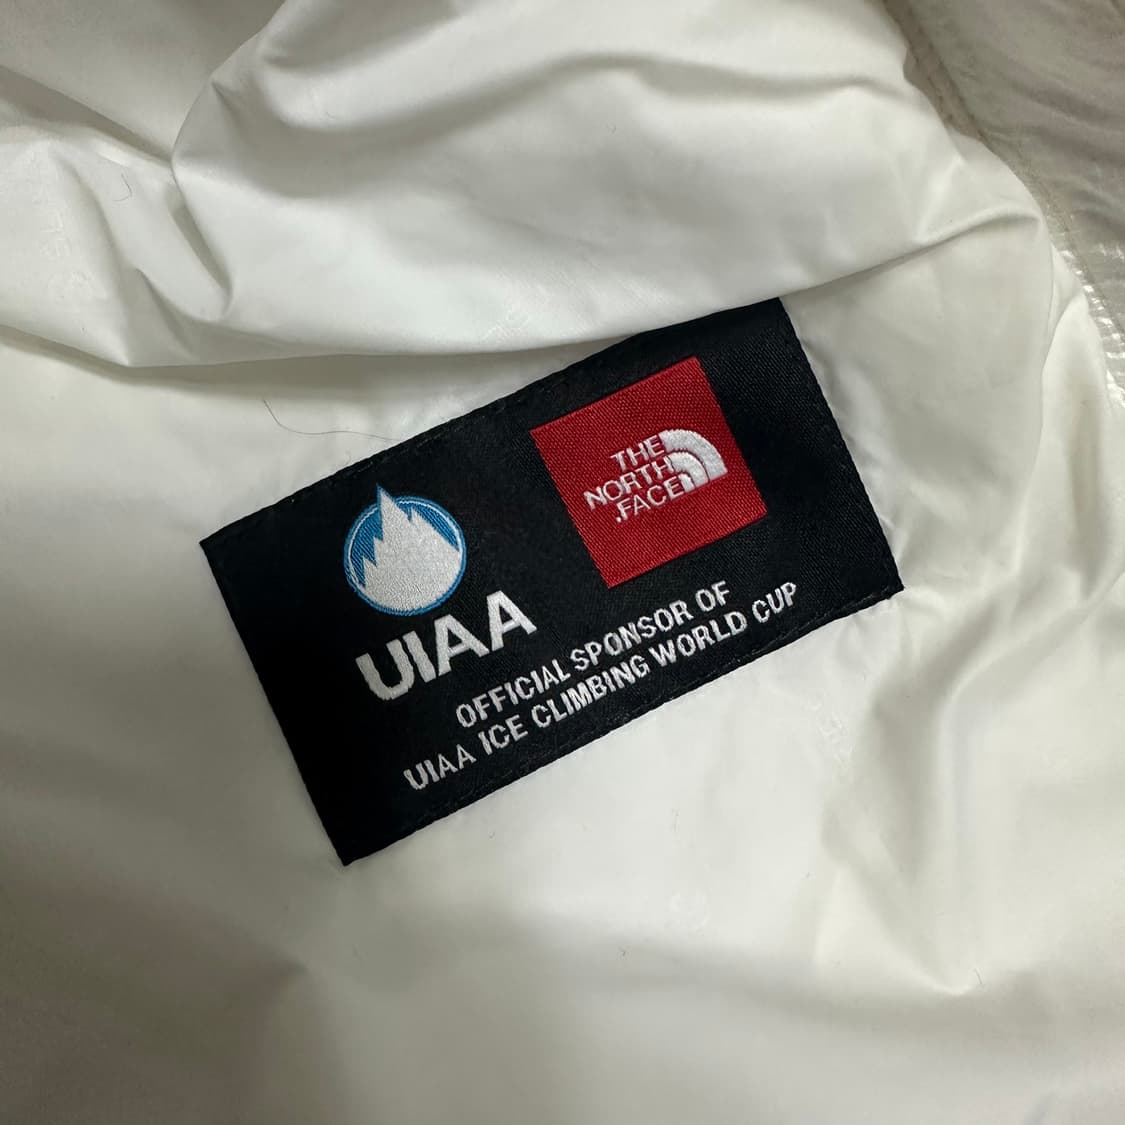 THE
NORTH
FACE
UIAA
OFFICIAL SPONSOR OF
UIAA ICE CLIMBING WORLD CUP